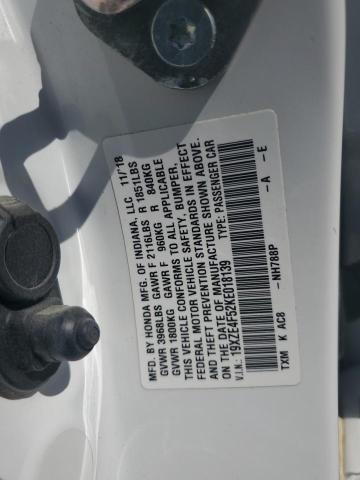 MFD. BY HONDA MFG. OF INDIANA, LLC 11/18
GVWR 3968LBS GAWR F 2116LBS R 1851LBS
GVWR 1800KG GAWR F 960KG R 840KG
THIS VEHICLE CONFORMS TO ALL APPLICABLE
FEDERAL MOTOR VEHICLE SAFETY, BUMPER,
AND THEFT PREVENTION STANDARDS IN EFFECT
ON THE DATE OF MANUFACTURE SHOWN ABOVE.
V.I.N.: 19XZE4F52KE018139 TYPE: PASSENGER CAR
NH788P - A - E
TXM K AC8